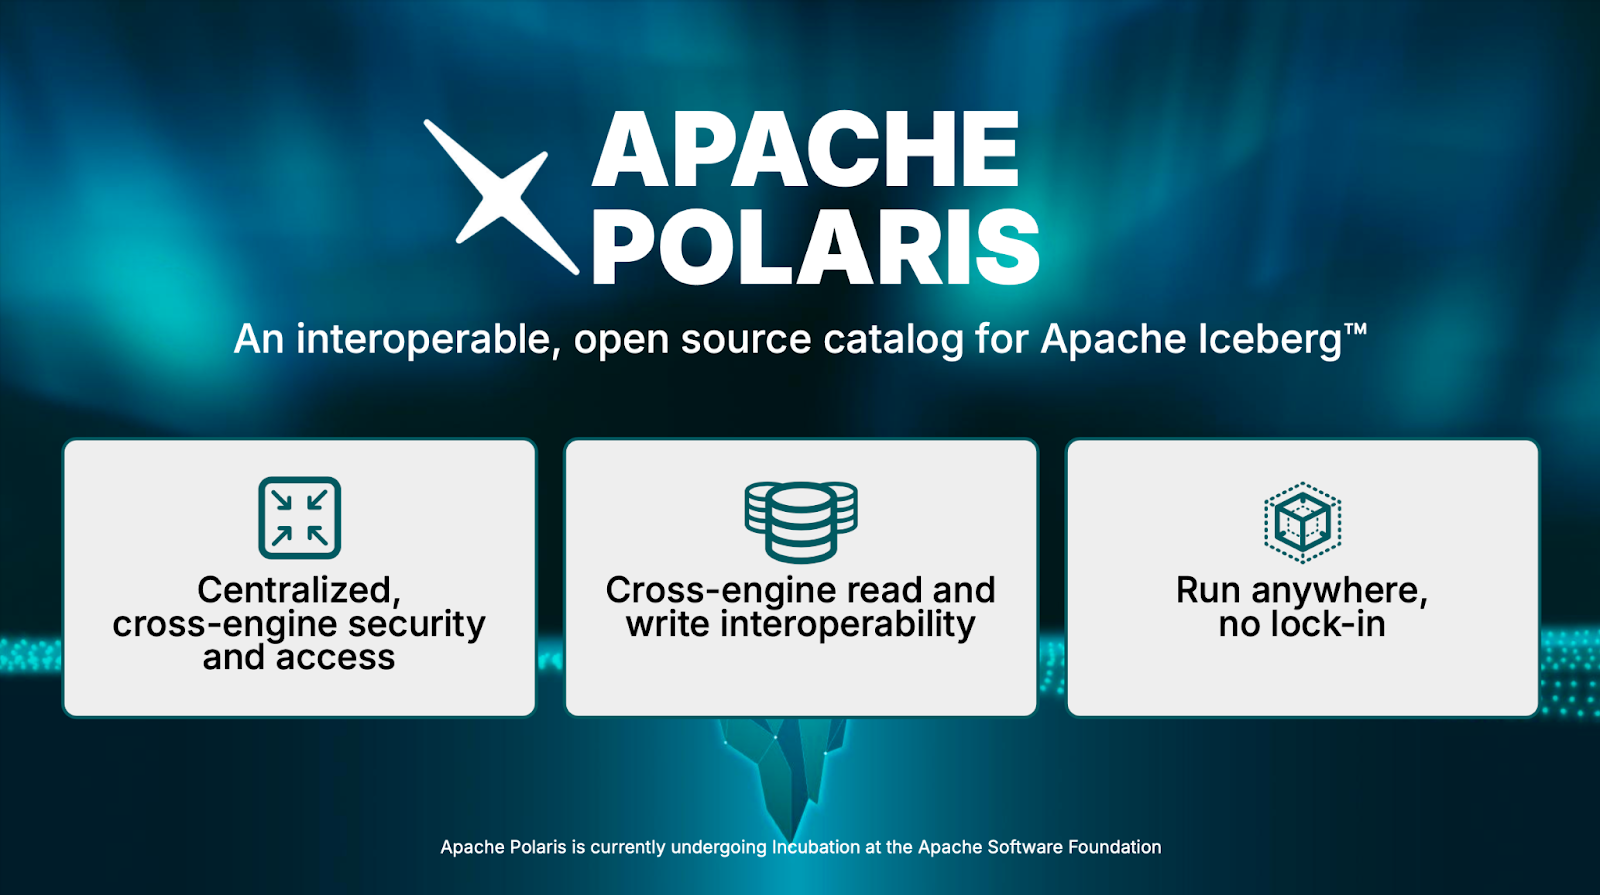 APACHE
POLARIS
An interoperable, open source catalog for Apache Iceberg™
Centralized,
cross-engine security
and access
Cross-engine read and
write interoperability
Run anywhere,
no lock-in
Apache Polaris is currently undergoing Incubation at the Apache Software Foundation